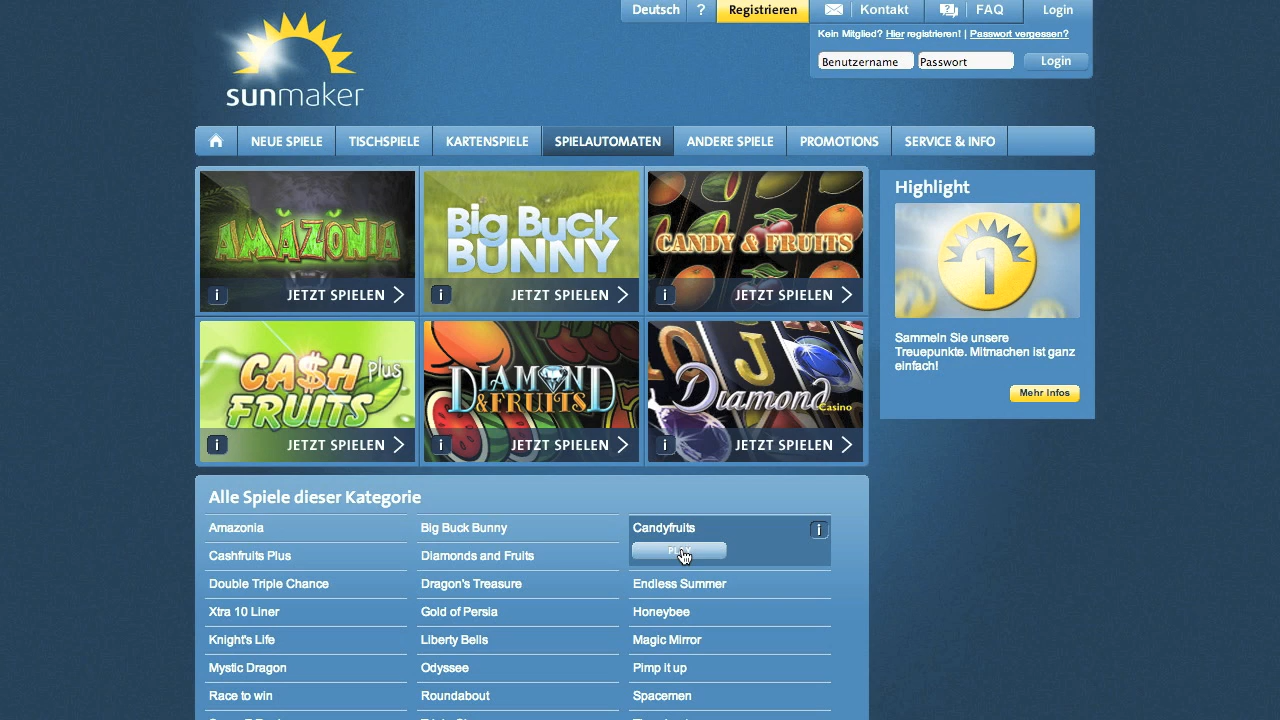 Deutsch ? Registrieren Kontakt FAQ Login
Kein Mitglied? Hier registrieren! | Passwort vergessen?
Benutzername Passwort Login
sunmaker
NEUE SPIELE TISCHSPIELE KARTENSPIELE SPIELAUTOMATEN ANDERE SPIELE PROMOTIONS SERVICE & INFO
AMAZONIA
i JETZT SPIELEN
Big Buck
BUNNY
i JETZT SPIELEN
CANDY & FRUITS
i JETZT SPIELEN
CA$H Plus
FRUITS
i JETZT SPIELEN
DIAMOND
& FRUITS
i JETZT SPIELEN
J
Diamond
Casino
i JETZT SPIELEN
Highlight
1
Sammeln Sie unsere
Treuepunkte. Mitmachen ist ganz
einfach!
Mehr Infos
Alle Spiele dieser Kategorie
Amazonia Big Buck Bunny Candyfruits i
PLAY
Cashfruits Plus Diamonds and Fruits
Double Triple Chance Dragon's Treasure Endless Summer
Xtra 10 Liner Gold of Persia Honeybee
Knight's Life Liberty Bells Magic Mirror
Mystic Dragon Odyssee Pimp it up
Race to win Roundabout Spacemen